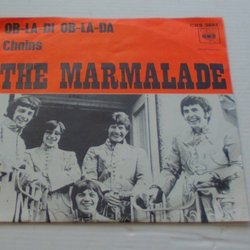 OB-LA DI OB-LA-DA
Chains
CBS
THE MARMALADE